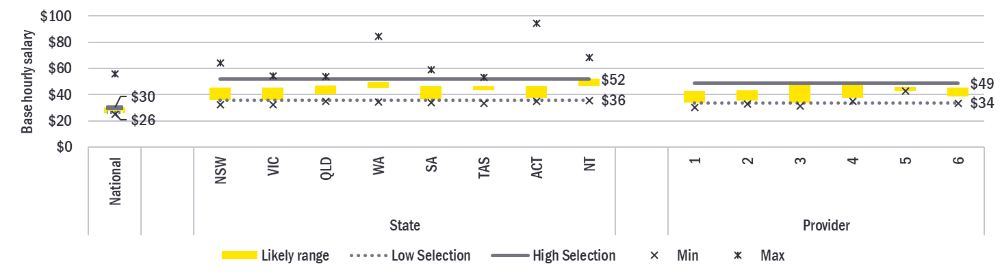 Base hourly salary
$100
$80
$60
$40
$20
$0
$30
$26
$52
$36
$49
$34
National
NSW
VIC
QLD
WA
SA
TAS
ACT
NT
1
2
3
4
5
6
State
Provider
Likely range
Low Selection
High Selection
Min
Max